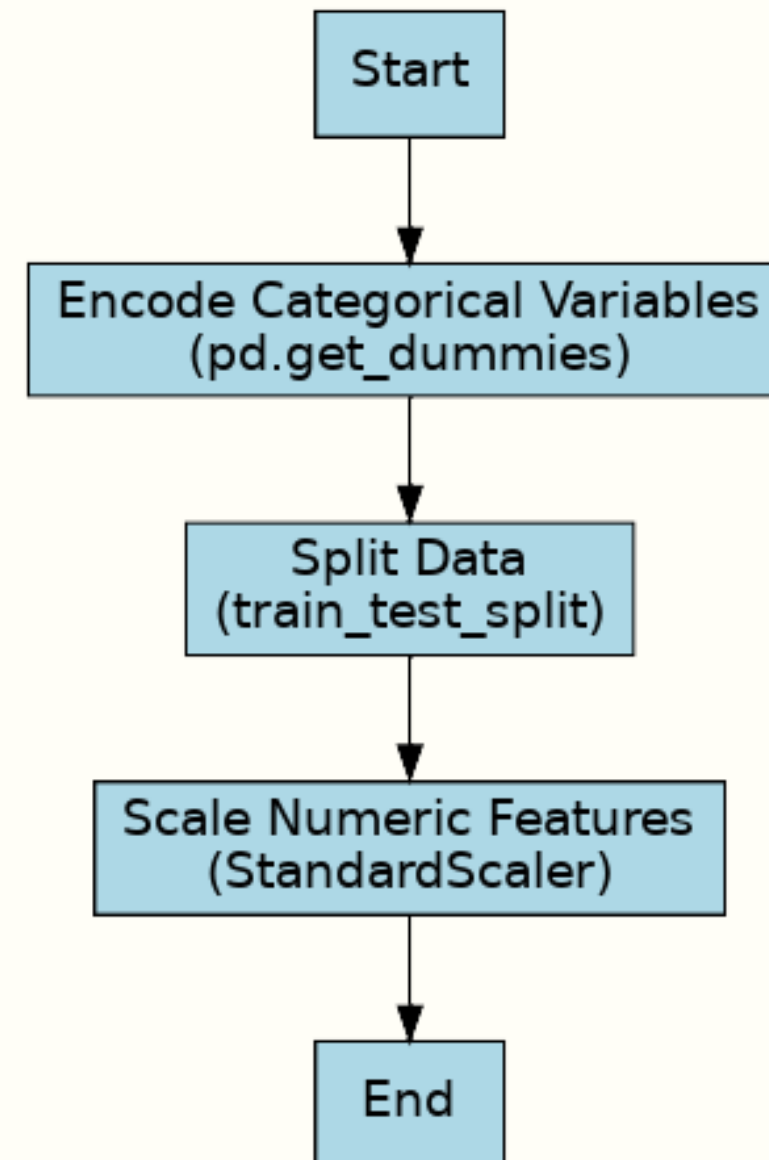 Start
Encode Categorical Variables
(pd.get_dummies)
Split Data
(train_test_split)
Scale Numeric Features
(StandardScaler)
End